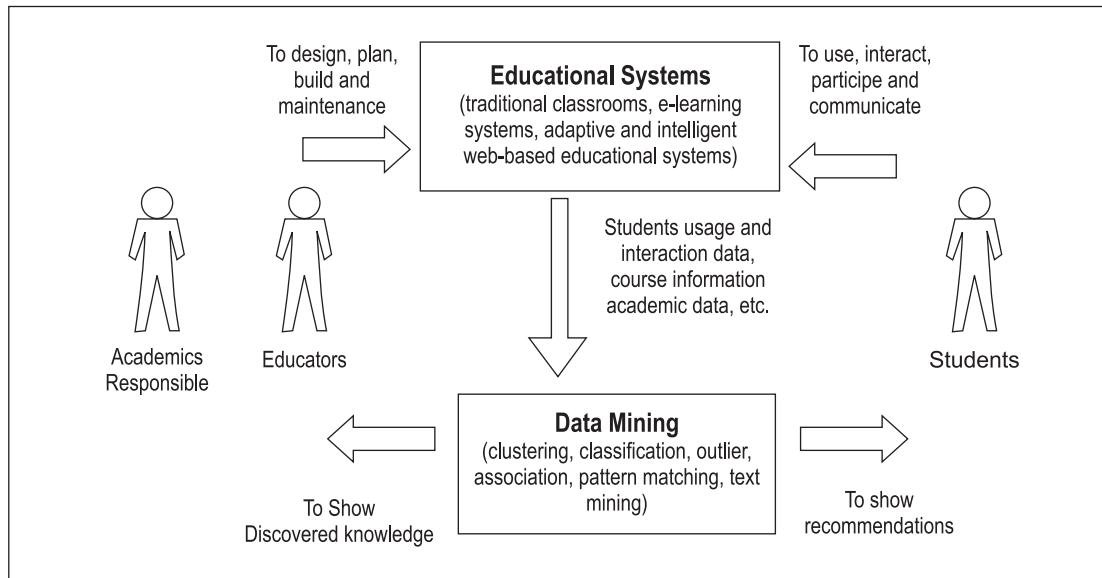 To design, plan,
build and
maintenance
Educational Systems
(traditional classrooms, e-learning
systems, adaptive and intelligent
web-based educational systems)
To use, interact,
participe and
communicate
Students usage and
interaction data,
course information
academic data, etc.
Academics
Responsible
Educators
Students
Data Mining
(clustering, classification, outlier,
association, pattern matching, text
mining)
To Show
Discovered knowledge
To show
recommendations